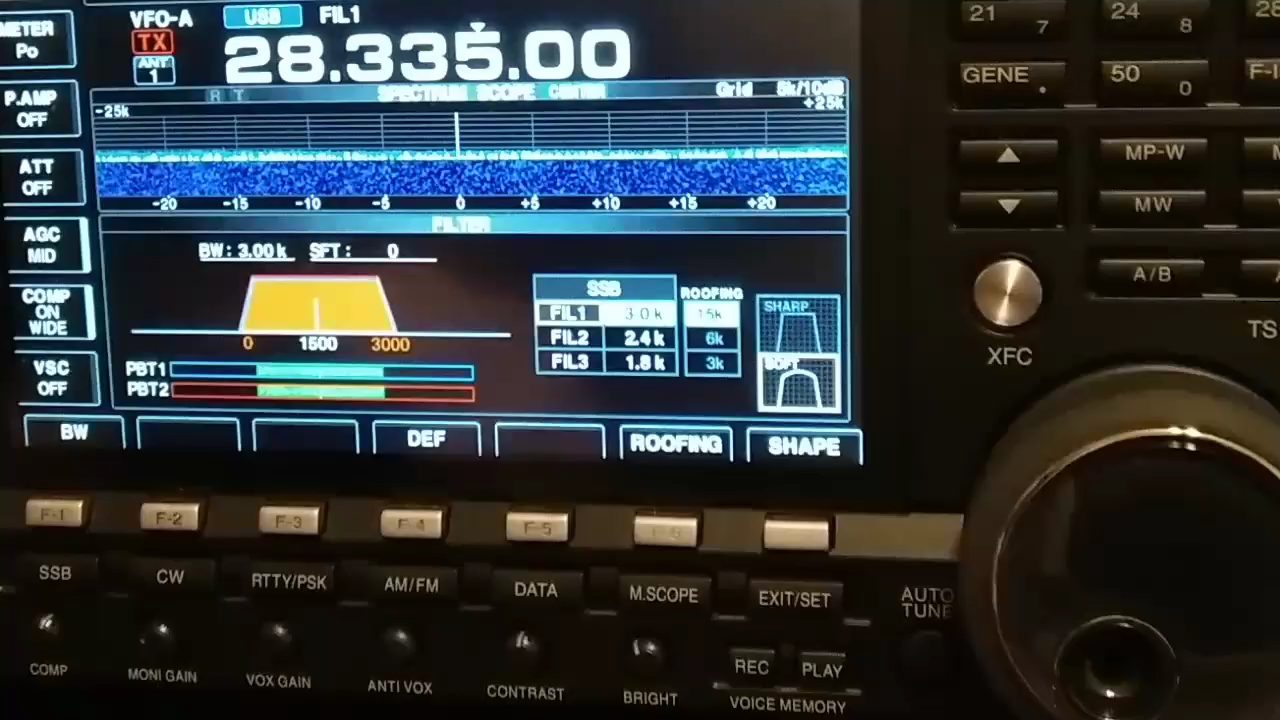 METER
Po
VFO-A
USB
FIL1
TX
ANT
1
28.335.00
21 7
24 8
28
P.AMP
OFF
R T
SPECTRUM SCOPE CENTER
Grid 5k/10dB
-25k
+25k
GENE .
50 0
F-I
ATT
OFF
-20 -15 -10 -5 0 +5 +10 +15 +20
MP-W
MW
AGC
MID
FILTER
BW: 3.00k SFT: 0
A/B
COMP
ON
WIDE
SSB
ROOFING
FIL1 3.0k 15k
FIL2 2.4k 6k
FIL3 1.8k 3k
SHARP
SOFT
0 1500 3000
XFC
TS
VSC
OFF
PBT1
PBT2
BW
DEF
ROOFING
SHAPE
F-1
F-2
F-3
F-4
F-5
F-6
SSB
CW
RTTY/PSK
AM/FM
DATA
M.SCOPE
EXIT/SET
AUTO
TUNE
COMP
MONI GAIN
VOX GAIN
ANTI VOX
CONTRAST
BRIGHT
REC
PLAY
VOICE MEMORY